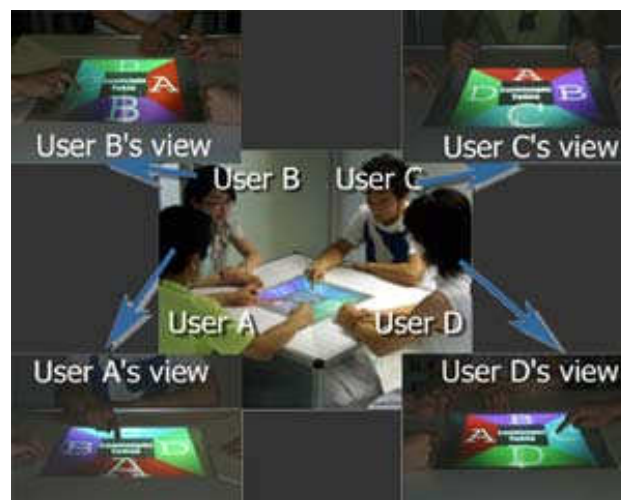 A
B
User B's view
A
D
B
C
User C's view
User B
User C
User A
User D
User A's view
User D's view
B
D
A
A
D